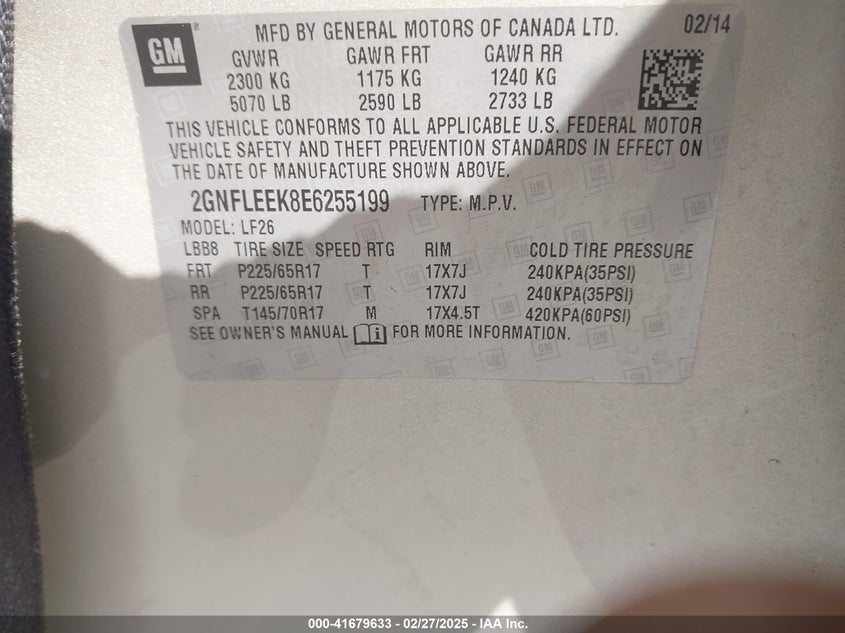 GM ® MFD BY GENERAL MOTORS OF CANADA LTD. 02/14
GVWR GAWR FRT GAWR RR
2300 KG 1175 KG 1240 KG
5070 LB 2590 LB 2733 LB
THIS VEHICLE CONFORMS TO ALL APPLICABLE U.S. FEDERAL MOTOR
VEHICLE SAFETY AND THEFT PREVENTION STANDARDS IN EFFECT ON
THE DATE OF MANUFACTURE SHOWN ABOVE.
2GNFLEEK8E6255199 TYPE: M.P.V.
MODEL: LF26
LBB8 TIRE SIZE SPEED RTG RIM COLD TIRE PRESSURE
FRT P225/65R17 T 17X7J 240KPA(35PSI)
RR P225/65R17 T 17X7J 240KPA(35PSI)
SPA T145/70R17 M 17X4.5T 420KPA(60PSI)
SEE OWNER'S MANUAL FOR MORE INFORMATION.
000-41679633 - 02/27/2025 - IAA Inc.